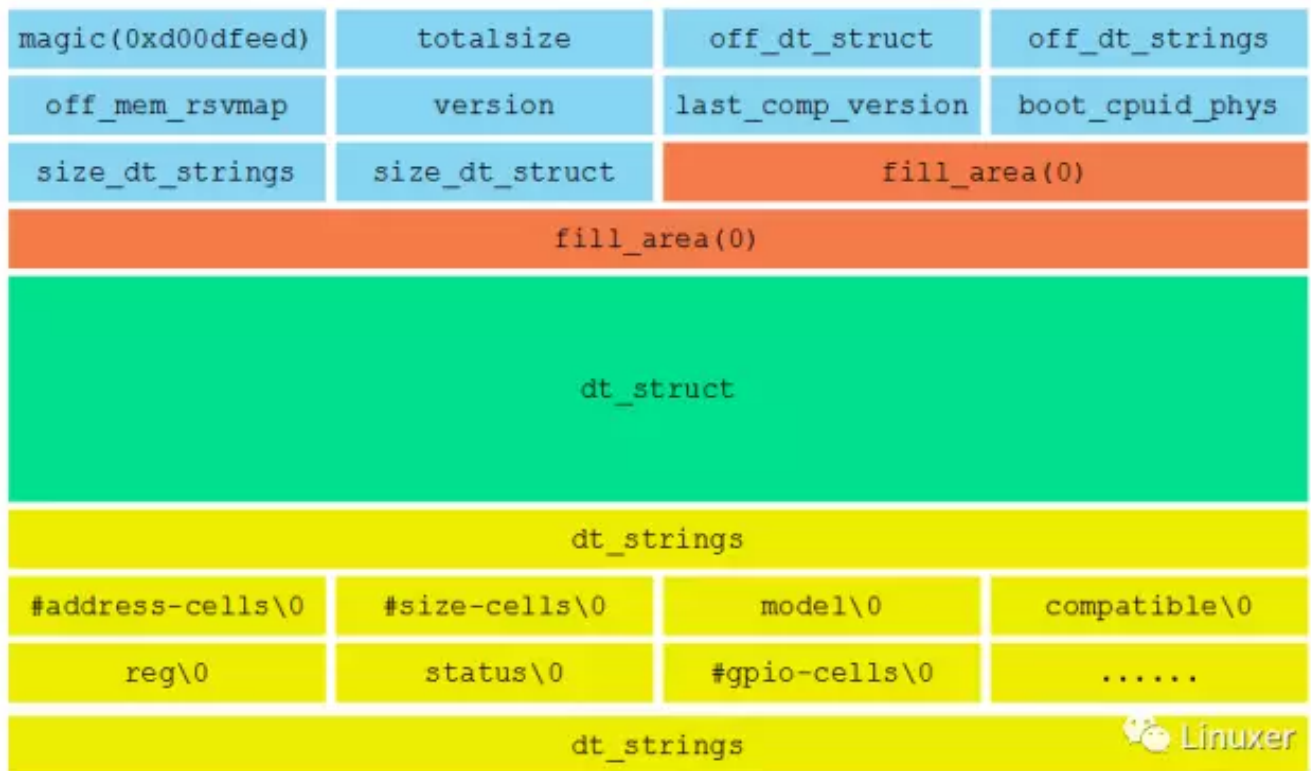 magic(0xd00dfeed) totalsize off_dt_struct off_dt_strings
off_mem_rsvmap version last_comp_version boot_cpuid_phys
size_dt_strings size_dt_struct fill_area(0)
fill_area(0)
dt_struct
dt_strings
#address-cells\0 #size-cells\0 model\0 compatible\0
reg\0 status\0 #gpio-cells\0 ......
dt_strings
Linuxer